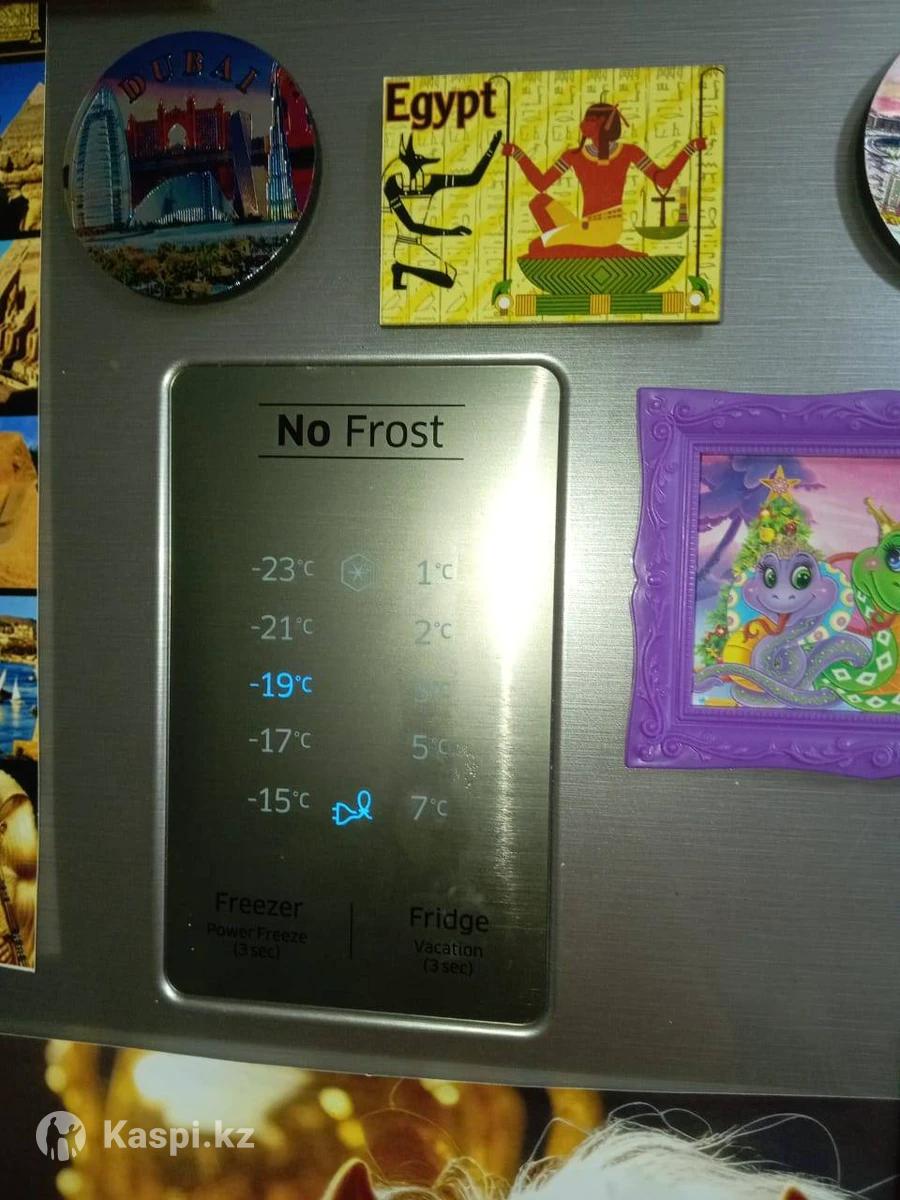 DUBAI
Egypt
No Frost
-23°C 1°C
-21°C 2°C
-19°C
-17°C 5°C
-15°C 7°C
Freezer Fridge
Power Freeze Vacation
(3 sec) (3 sec)
Kaspi.kz